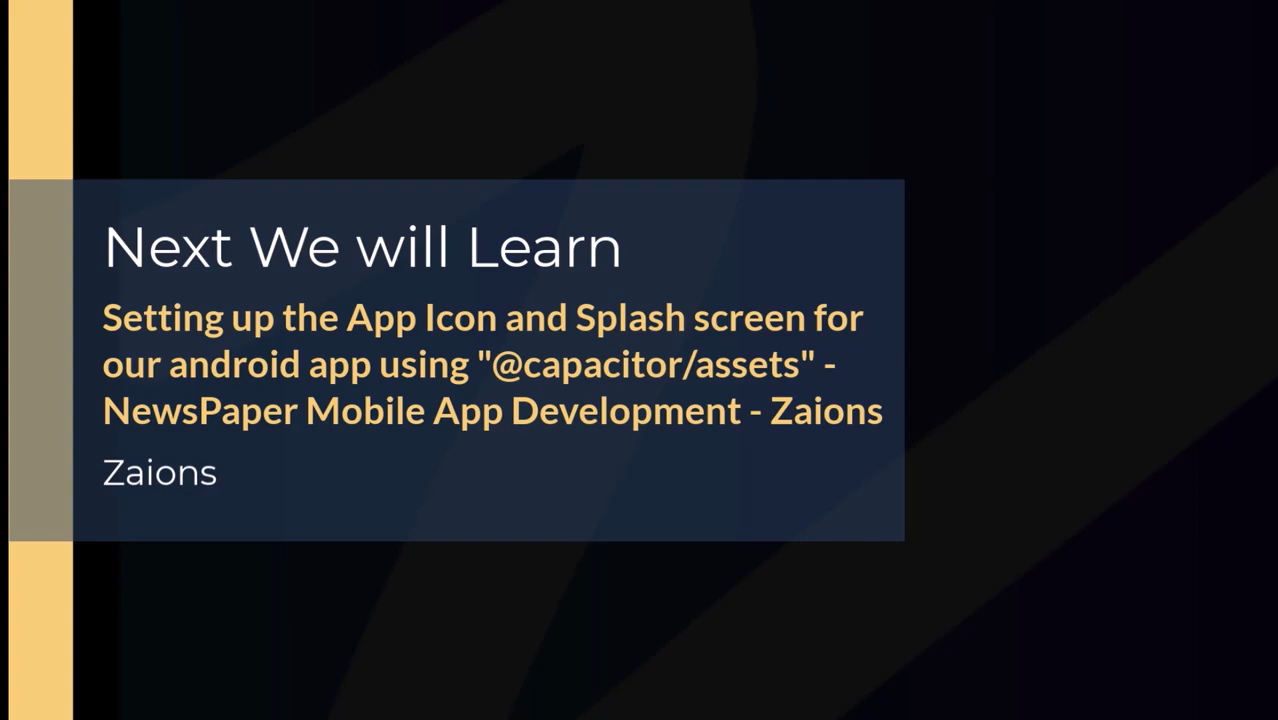 Next We will Learn
Setting up the App Icon and Splash screen for
our android app using "@capacitor/assets" -
NewsPaper Mobile App Development - Zaions
Zaions